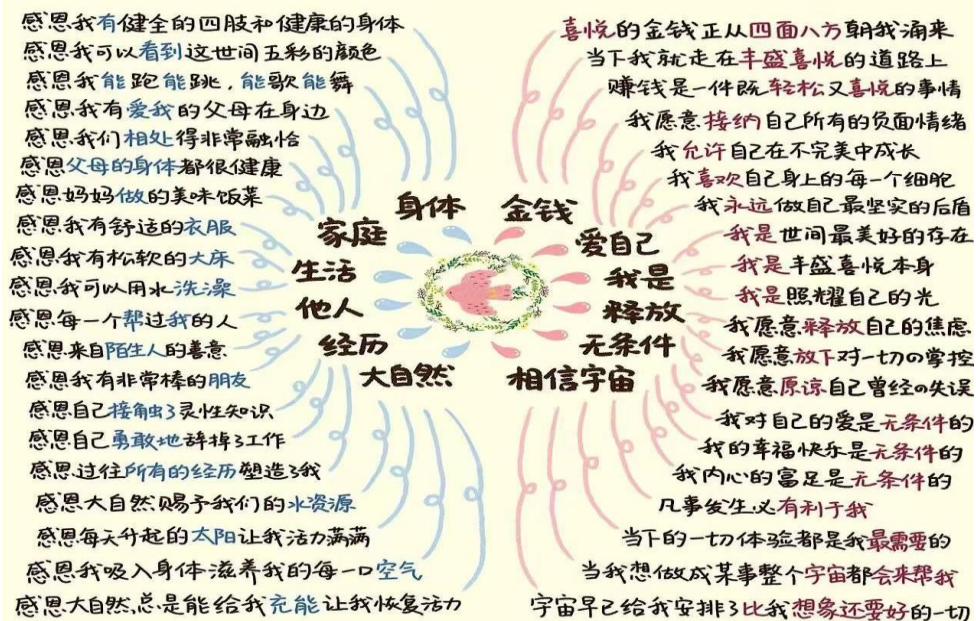 感恩我有健全的四肢和健康的身体
感恩我可以看到这世间五彩的颜色
感恩我能跑能跳，能歌能舞
感恩我有爱我的父母在身边
感恩我们相处得非常融恰
感恩父母的身体都很健康
感恩妈妈做的美味饭菜
感恩我有舒适的衣服
感恩我有松软的大床
感恩我可以用水洗澡
感恩每一个帮过我的人
感恩来自陌生人的善意
感恩我有非常棒的朋友
感恩自己接触了灵性知识
感恩自己勇敢地辞掉了工作
感恩过往所有的经历塑造了我
感恩大自然赐予我们的水资源
感恩每天升起的太阳让我活力满满
感恩我吸入身体滋养我的每一口空气
感恩大自然总是能给我充能让我恢复活力
身体
家庭
生活
他人
经历
大自然
金钱
爱自己
我是
释放
无条件
相信宇宙
喜悦的金钱正从四面八方朝我涌来
当下我就走在丰盛喜悦的道路上
赚钱是一件既轻松又喜悦的事情
我愿意接纳自己所有的负面情绪
我允许自己在不完美中成长
我喜欢自己身上的每一个细胞
我永远做自己最坚实的后盾
我是世间最美好的存在
我是丰盛喜悦本身
我是照耀自己的光
我愿意释放自己的焦虑
我愿意放下对一切の掌控
我愿意原谅自己曾经の失误
我对自己的爱是无条件的
我的幸福快乐是无条件的
我内心的富足是无条件的
凡事发生必有利于我
当下的一切体验都是我最需要的
当我想做成某事整个宇宙都会来帮我
宇宙早已给我安排了比我想象还要好的一切